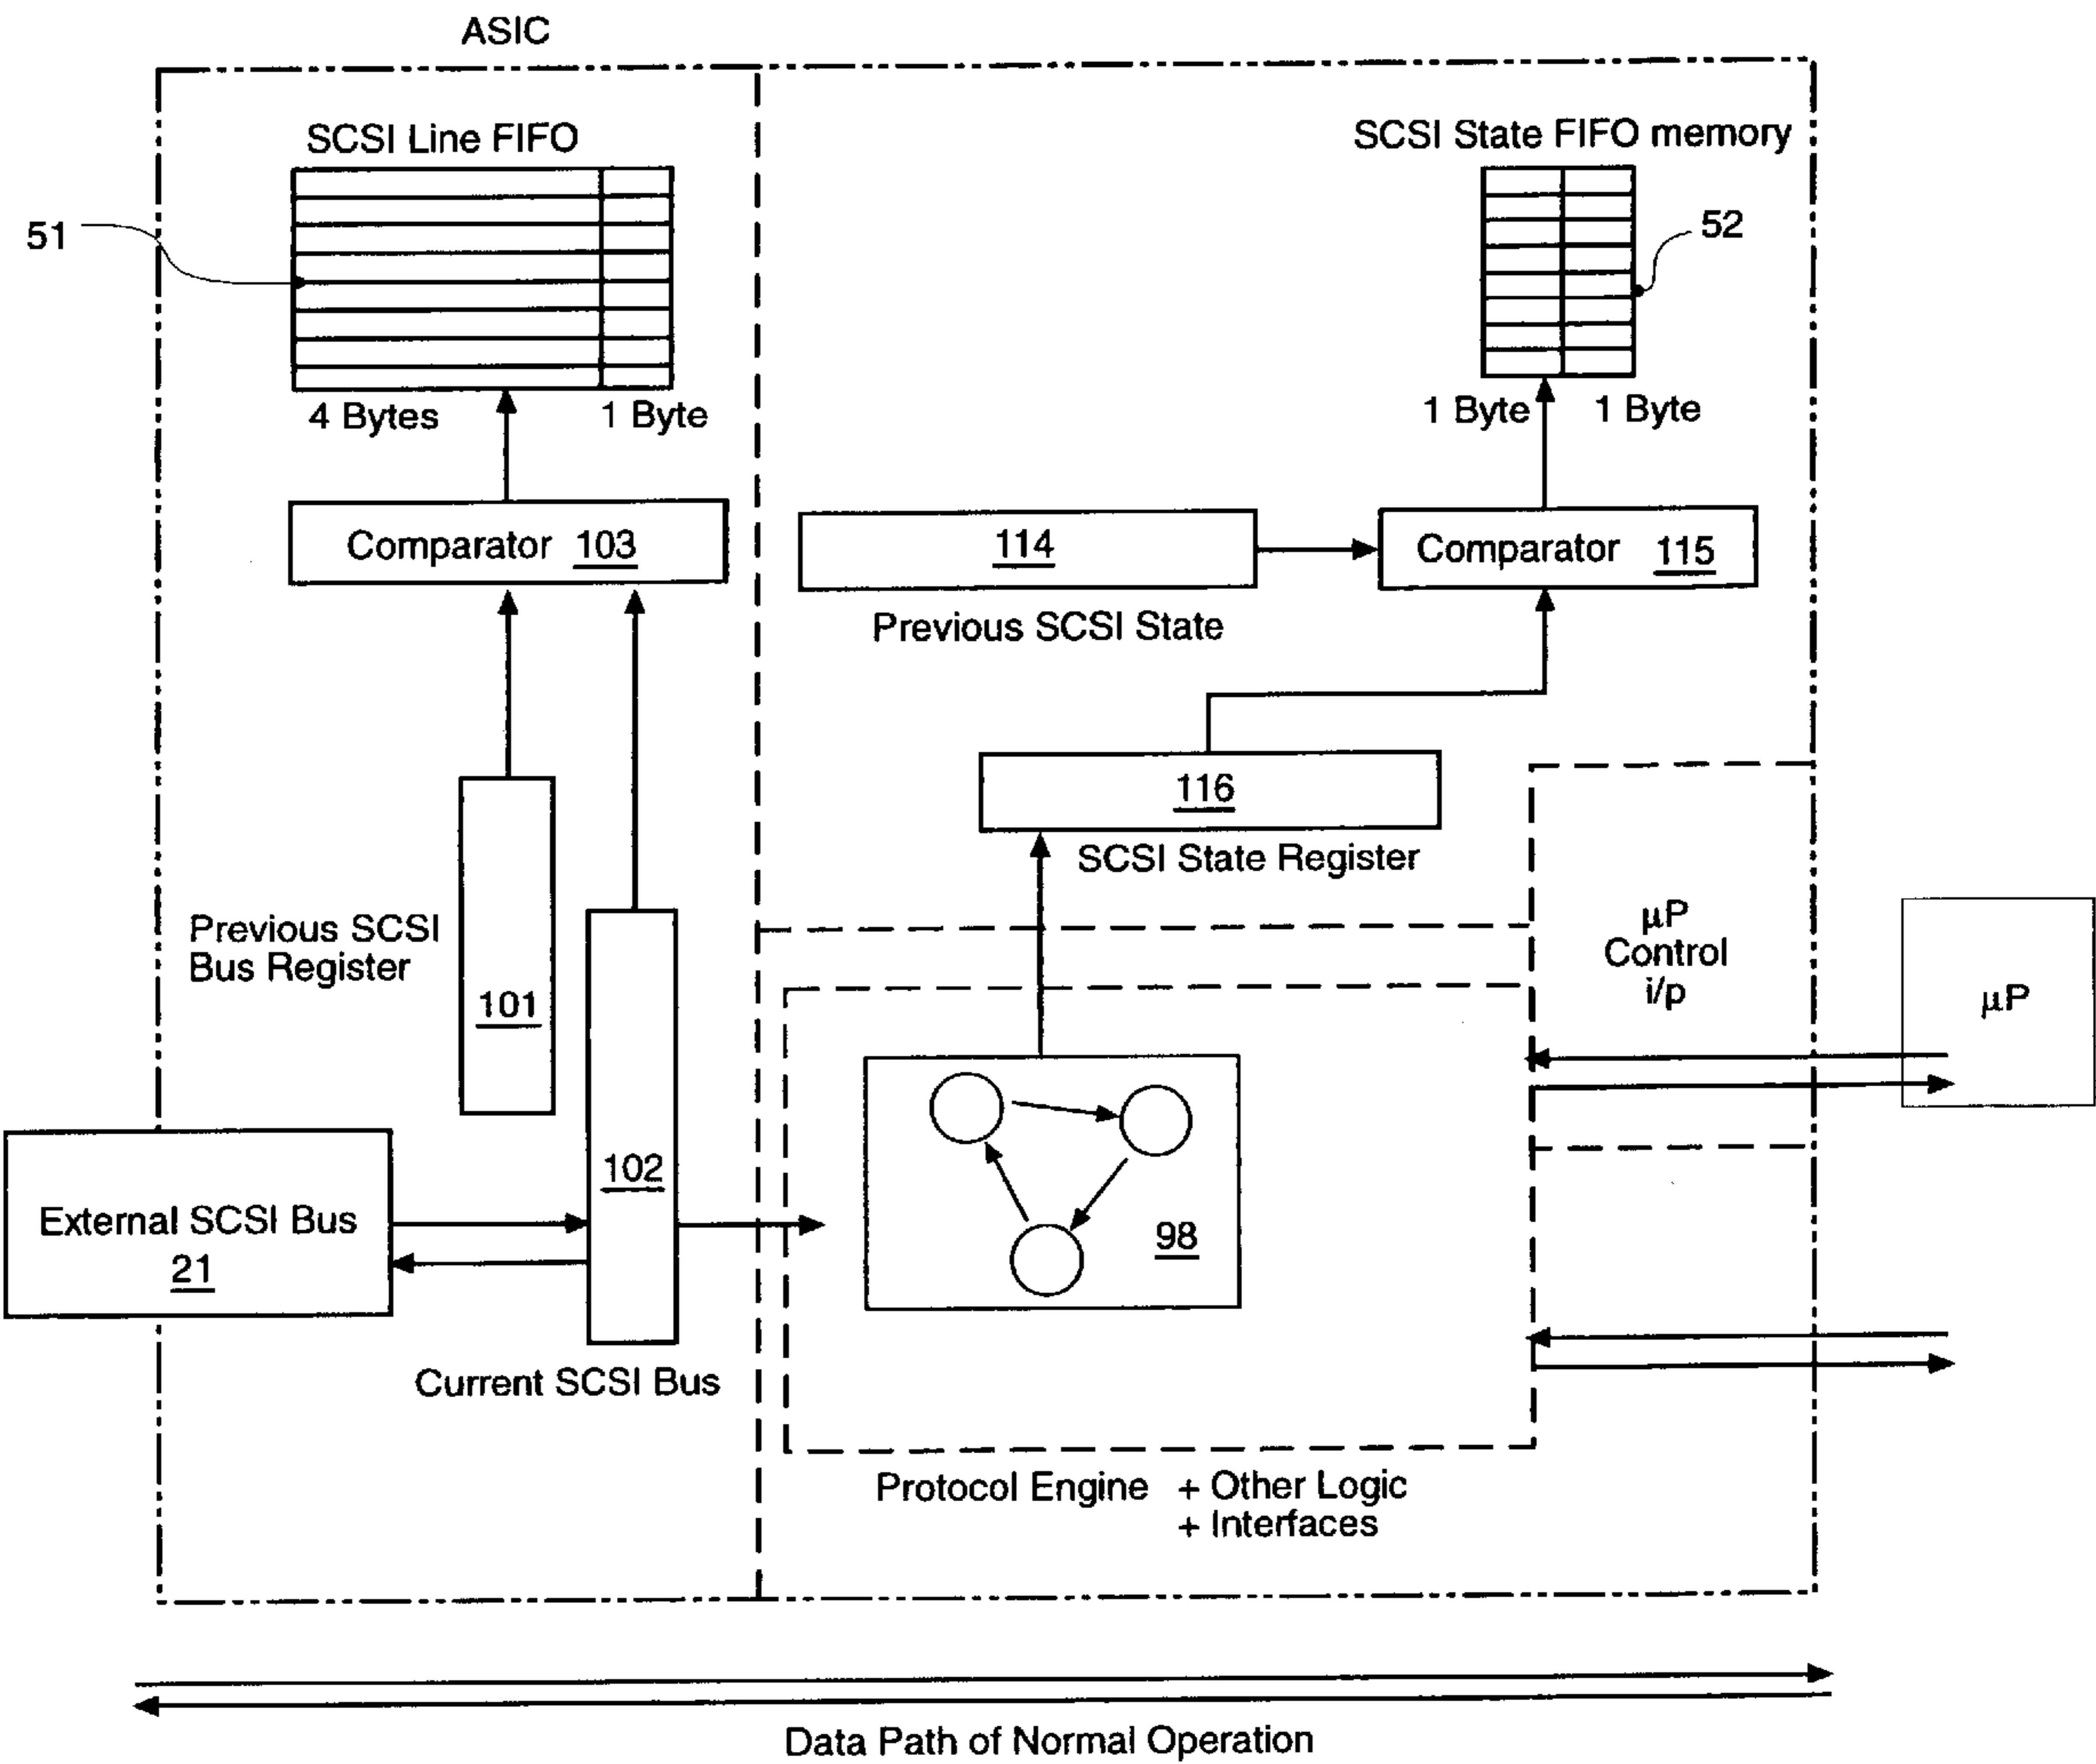 ASIC
SCSI Line FIFO
SCSI State FIFO memory
51
52
4 Bytes
1 Byte
1 Byte
1 Byte
Comparator 103
114
Comparator 115
Previous SCSI State
116
SCSI State Register
Previous SCSI
Bus Register
101
µP
Control
i/p
µP
102
External SCSI Bus
21
98
Current SCSI Bus
Protocol Engine + Other Logic
+ Interfaces
Data Path of Normal Operation